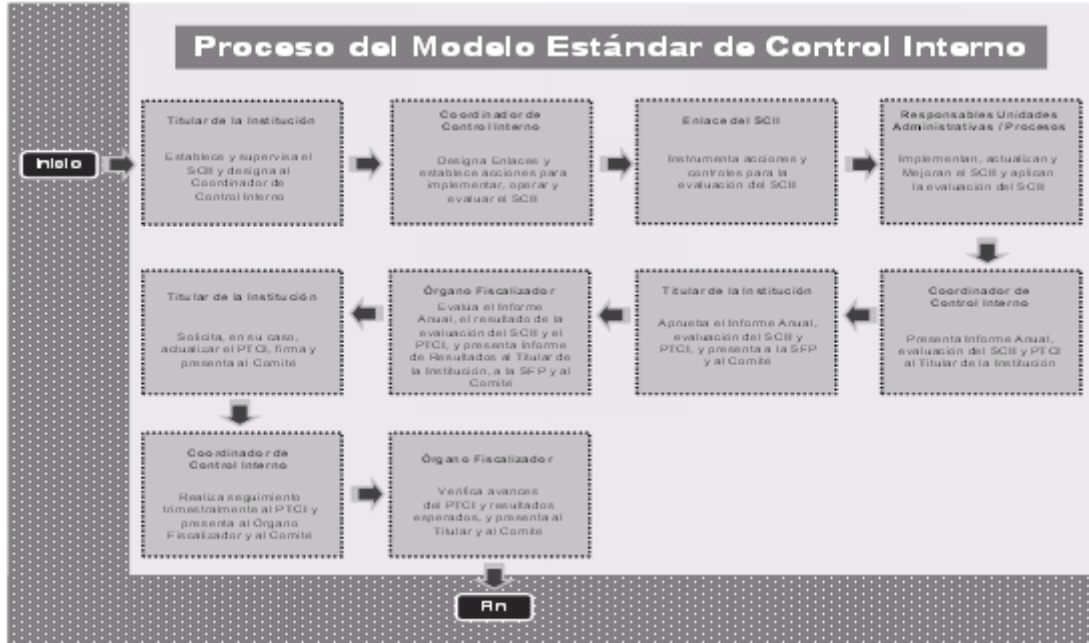 Proceso del Modelo Estándar de Control Interno
Inicio
Titular de la Institución
Establece y supervisa el
SCII y designa al
Coordinador de
Control Interno
Coordinador de
Control Interno
Designa Enlaces y
establece acciones para
implementar, operar y
evaluar el SCII
Enlace del SCII
Instrumenta acciones y
controles para la
evaluación del SCII
Responsables Unidades
Administrativas / Procesos
Implementan, actualizan y
Mejoran el SCII y aplican
la evaluación del SCII
Coordinador de
Control Interno
Presenta Informe Anual,
evaluación del SCII y PTCI
al Titular de la Institución
Titular de la Institución
Aprueba el Informe Anual,
evaluación del SCII y
PTCI, y presenta a la SFP
y al Comité
Órgano Fiscalizador
Evalúa el Informe
Anual, el resultado de la
evaluación del SCII y el
PTCI, y presenta Informe
de Resultados al Titular de
la Institución, a la SFP y al
Comité
Titular de la Institución
Solicita, en su caso,
actualizar el PTCI, firma y
presenta al Comité
Coordinador de
Control Interno
Realiza seguimiento
trimestralmente al PTCI y
presenta al Órgano
Fiscalizador y al Comité
Órgano Fiscalizador
Verifica avances
del PTCI y resultados
esperados, y presenta al
Titular y al Comité
Fin